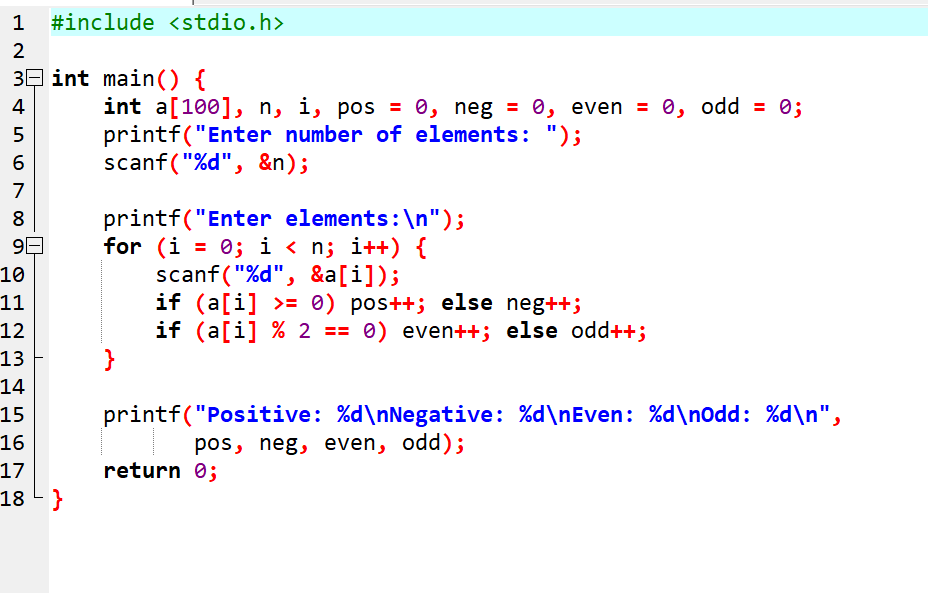 1 #include <stdio.h>
2
3 int main() {
4     int a[100], n, i, pos = 0, neg = 0, even = 0, odd = 0;
5     printf("Enter number of elements: ");
6     scanf("%d", &n);
7
8     printf("Enter elements:\n");
9     for (i = 0; i < n; i++) {
10         scanf("%d", &a[i]);
11         if (a[i] >= 0) pos++; else neg++;
12         if (a[i] % 2 == 0) even++; else odd++;
13     }
14
15     printf("Positive: %d\nNegative: %d\nEven: %d\nOdd: %d\n",
16            pos, neg, even, odd);
17     return 0;
18 }